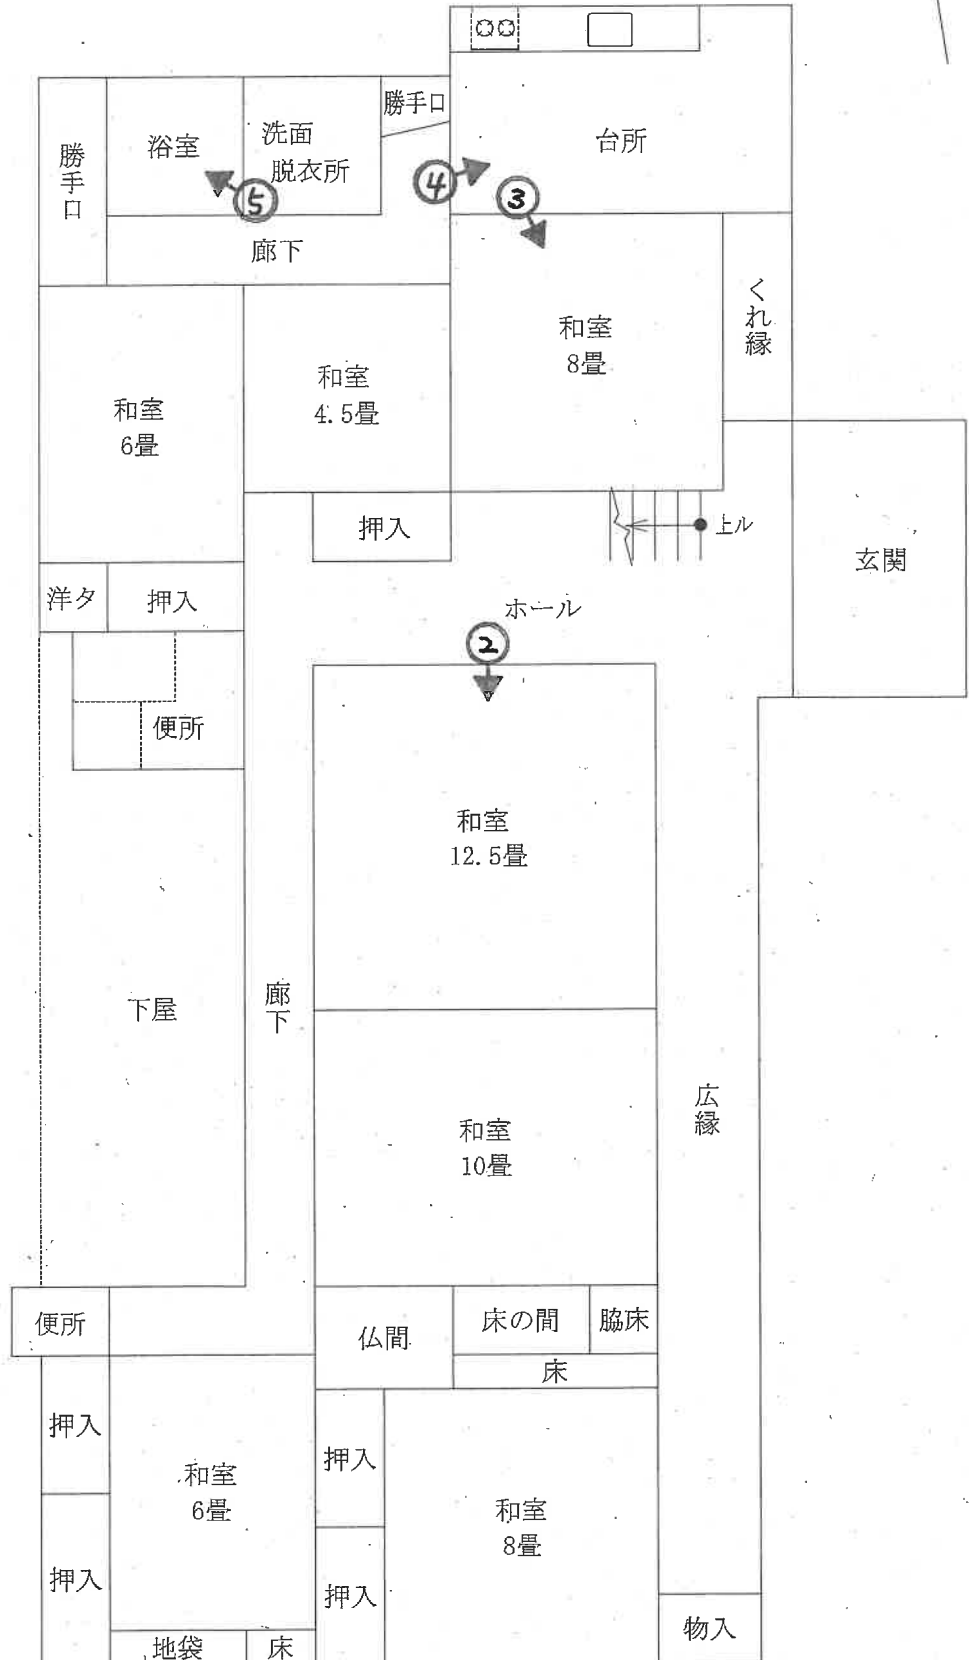 勝手口
浴室
洗面
脱衣所
勝手口
台所
④
③
⑤
廊下
くれ縁
和室
8畳
和室
4.5畳
和室
6畳
押入
上ル
玄関
洋タ
押入
ホール
②
便所
和室
12.5畳
下屋
廊下
広縁
和室
10畳
便所
仏間
床の間
脇床
床
押入
和室
6畳
押入
和室
8畳
押入
押入
物入
地袋
床